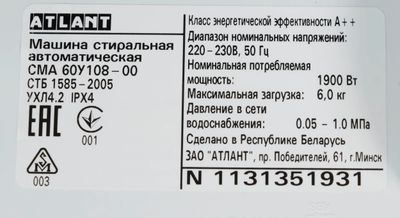 ATLANT
Машина стиральная
автоматическая
СМА 60У108-00
СТБ 1585-2005
УХЛ4.2 IPX4
ЕАС
001
003
Класс энергетической эффективности А++
Диапазон номинальных напряжений:
220-230В, 50 Гц
Номинальная потребляемая
мощность: 1900 Вт
Максимальная загрузка: 6,0 кг
Давление в сети
водоснабжения: 0.05 - 1.0 МПа
Сделано в Республике Беларусь
ЗАО "АТЛАНТ", пр. Победителей, 61, г.Минск
N 1131351931